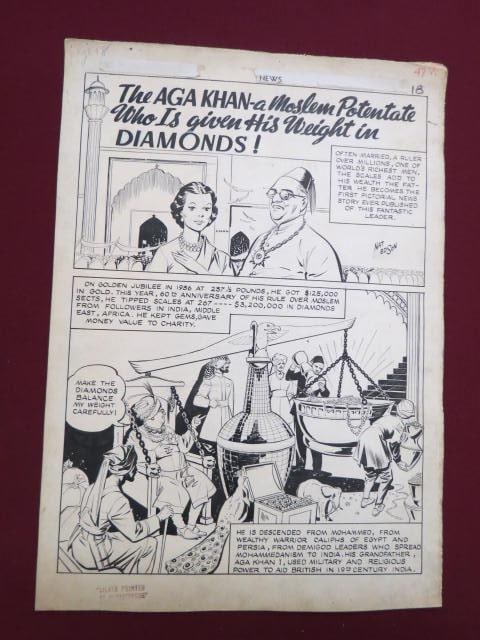 NEWS
18
The AGA KHAN-a Moslem Potentate
Who Is given His Weight in
DIAMONDS!
OFTEN MARRIED, A RULER
OVER MILLIONS, ONE OF
WORLD'S RICHEST MEN,
THE SCALES ADD TO
HIS WEALTH THE FAT-
TER HE BECOMES THE
FIRST PICTORIAL NEWS
STORY EVER PUBLISHED
OF THIS FANTASTIC
LEADER.
ON GOLDEN JUBILEE IN 1936 AT 237½ POUNDS, HE GOT $125,000
IN GOLD. THIS YEAR, 60TH ANNIVERSARY OF HIS RULE OVER MOSLEM
SECTS, HE TIPPED SCALES AT 267---- $3,200,000 IN DIAMONDS
FROM FOLLOWERS IN INDIA, MIDDLE
EAST, AFRICA. HE KEPT GEMS, GAVE
MONEY VALUE TO CHARITY.
MAKE THE
DIAMONDS
BALANCE
MY WEIGHT
CAREFULLY!
HE IS DESCENDED FROM MOHAMMED, FROM
WEALTHY WARRIOR CALIPHS OF EGYPT AND
PERSIA, FROM DEMIGOD LEADERS WHO SPREAD
MOHAMMEDANISM TO INDIA. HIS GRANDFATHER,
AGA KHAN I, USED MILITARY AND RELIGIOUS
POWER TO AID BRITISH IN 19TH CENTURY INDIA.